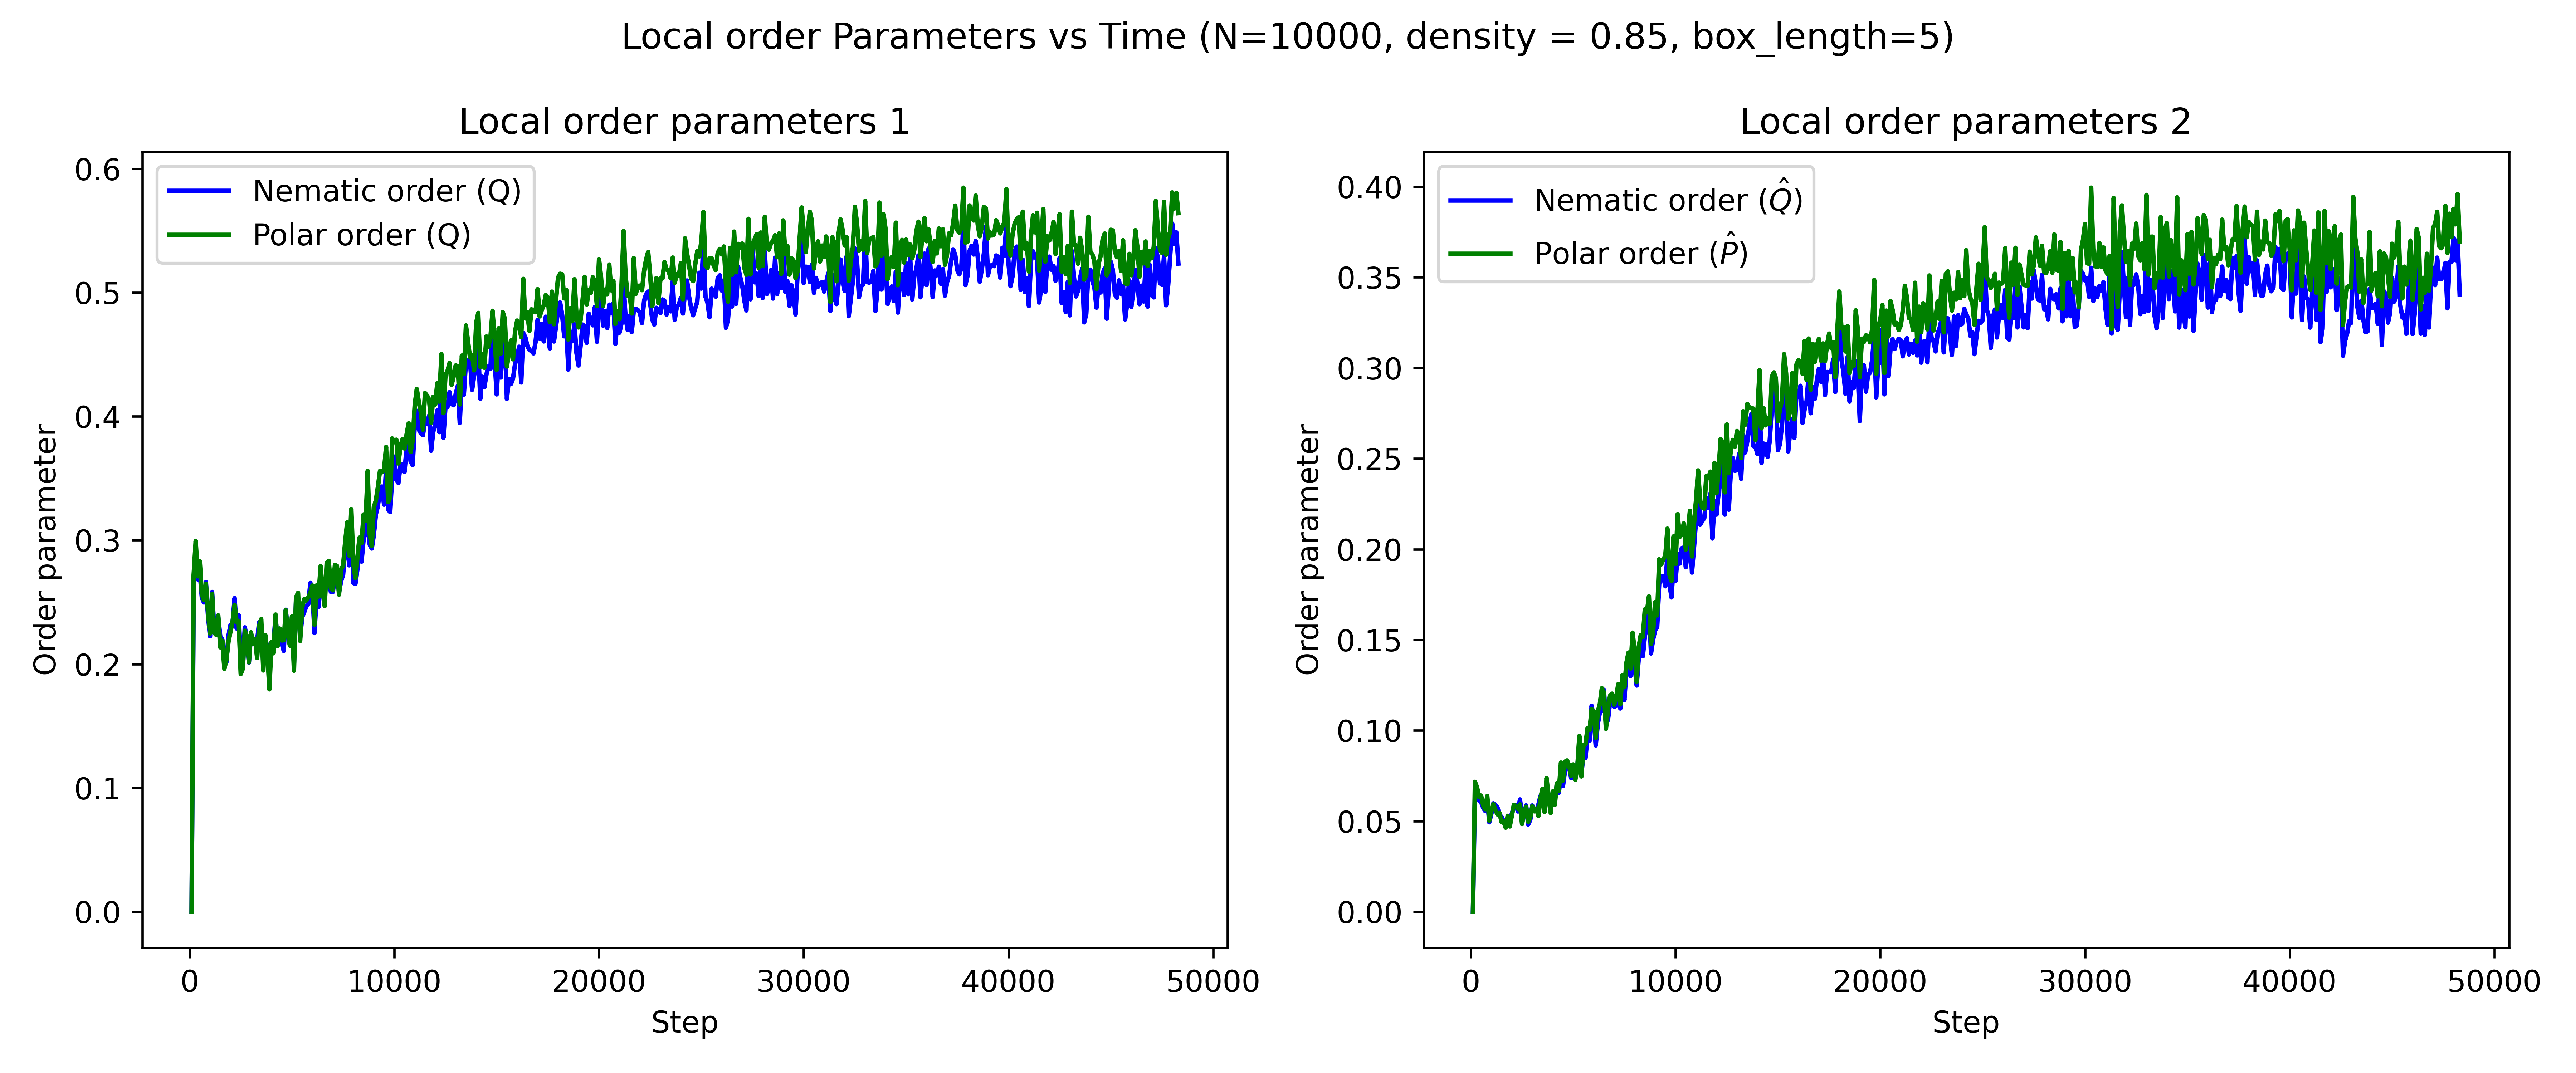 Local order Parameters vs Time (N=10000, density = 0.85, box_length=5)
Local order parameters 1
Nematic order (Q)
Polar order (Q)
0.6
0.5
0.4
0.3
0.2
0.1
0.0
Order parameter
0 10000 20000 30000 40000 50000
Step
Local order parameters 2
Nematic order (Q̂)
Polar order (P̂)
0.40
0.35
0.30
0.25
0.20
0.15
0.10
0.05
0.00
Order parameter
0 10000 20000 30000 40000 50000
Step